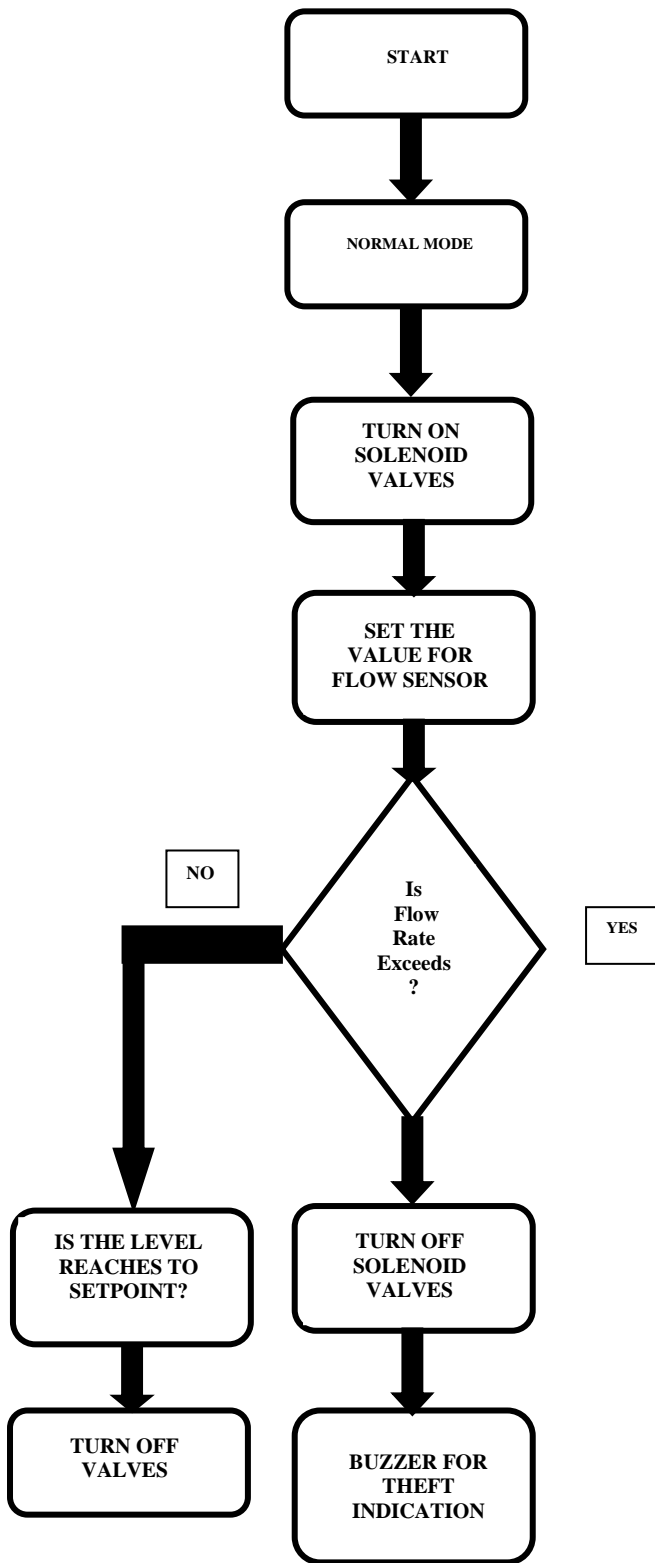 START
NORMAL MODE
TURN ON
SOLENOID
VALVES
SET THE
VALUE FOR
FLOW SENSOR
NO
Is
Flow
Rate
Exceeds
?
YES
IS THE LEVEL
REACHES TO
SETPOINT?
TURN OFF
SOLENOID
VALVES
TURN OFF
VALVES
BUZZER FOR
THEFT
INDICATION